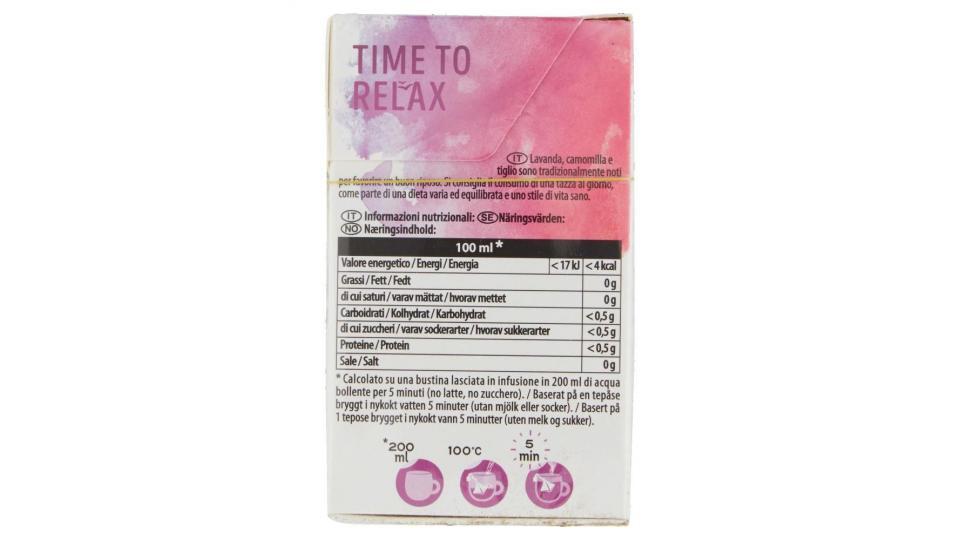 TIME TO
RELAX
IT Lavanda, camomilla e
tiglio sono tradizionalmente noti
per favorire un buon riposo. Si consiglia il consumo di una tazza al giorno,
come parte di una dieta varia ed equilibrata e uno stile di vita sano.
IT Informazioni nutrizionali: SE Näringsvärden:
NO Næringsindhold:
100 ml*
Valore energetico / Energi / Energia <17 kJ <4 kcal
Grassi / Fett / Fedt 0 g
di cui saturi / varav mättat / hvorav mettet 0 g
Carboidrati / Kolhydrat / Karbohydrat <0,5 g
di cui zuccheri / varav sockerarter / hvorav sukkerarter <0,5 g
Proteine / Protein <0,5 g
Sale / Salt 0 g
* Calcolato su una bustina lasciata in infusione in 200 ml di acqua
bollente per 5 minuti (no latte, no zucchero). / Baserat på en tepåse
bryggt i nykokt vatten 5 minuter (utan mjölk eller socker). / Basert på
1 tepose brygget i nykokt vann 5 minutter (uten melk og sukker).
*200 ml 100°C 5 min